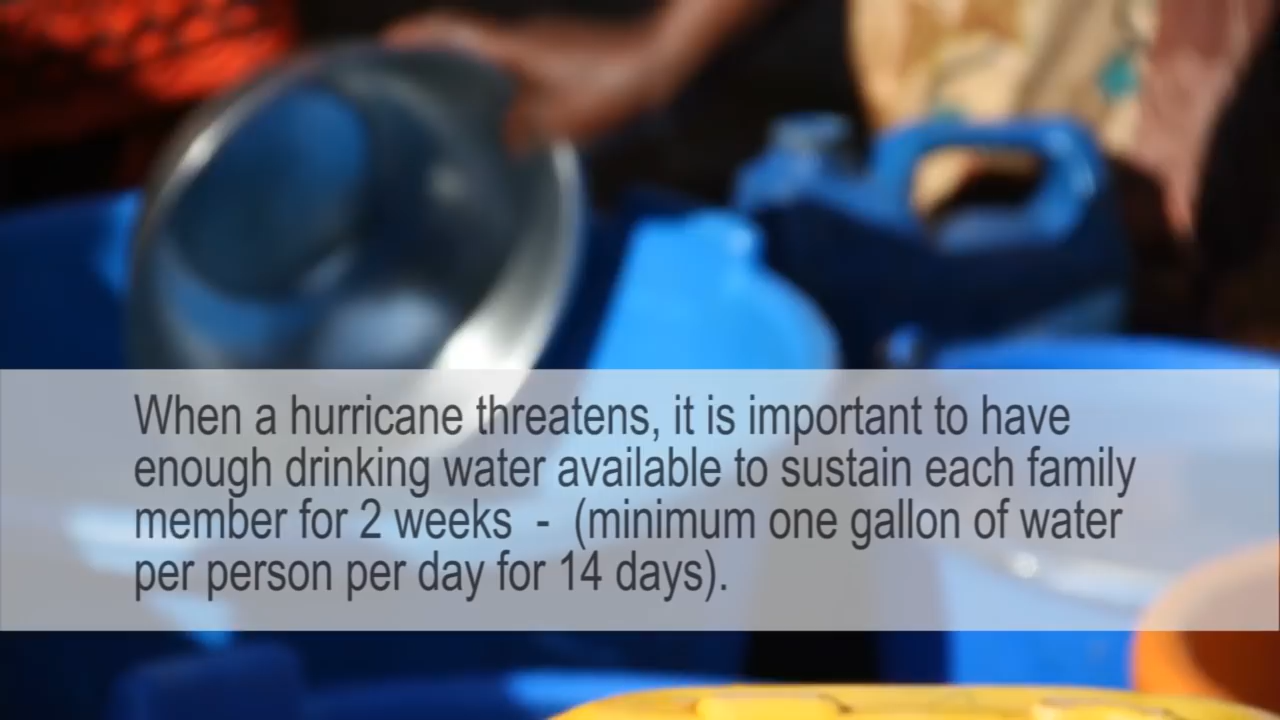 When a hurricane threatens, it is important to have
enough drinking water available to sustain each family
member for 2 weeks - (minimum one gallon of water
per person per day for 14 days).